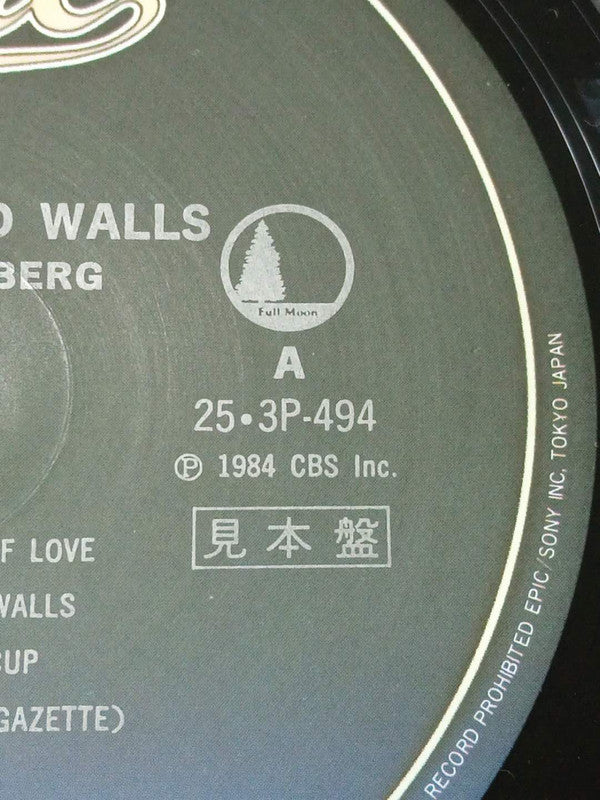 D WALLS
BERG
Full Moon
A
25•3P-494
Ⓟ 1984 CBS Inc.
見本盤
F LOVE
WALLS
CUP
GAZETTE)
RECORD PROHIBITED EPIC/SONY INC. TOKYO JAPAN